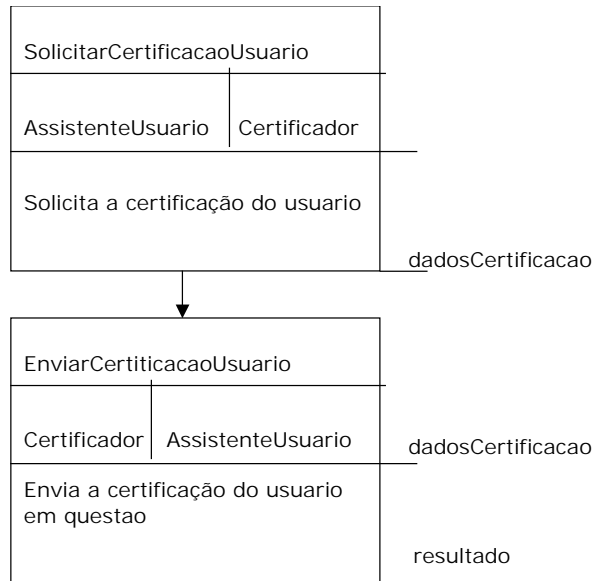 SolicitarCertificacaoUsuario
AssistenteUsuario Certificador
Solicita a certificação do usuario
dadosCertificacao
EnviarCertiticacaoUsuario
Certificador AssistenteUsuario
dadosCertificacao
Envia a certificação do usuario
em questao
resultado